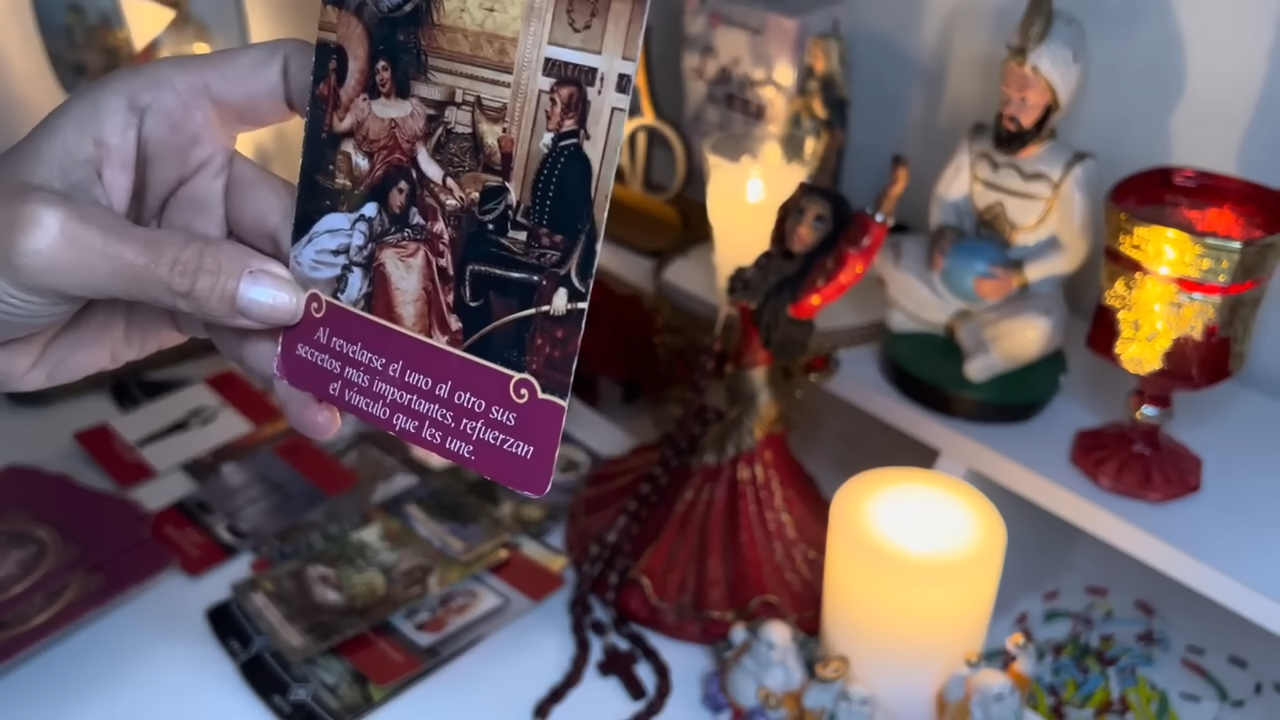 Al revelarse el uno al otro sus
secretos más importantes, refuerzan
el vínculo que les une.